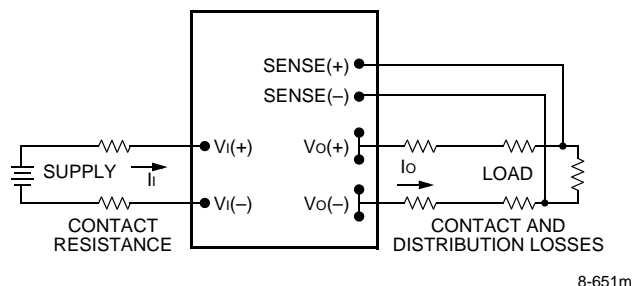 SENSE(+)
SENSE(–)
VI(+)
VO(+)
SUPPLY
II
IO
LOAD
VI(–)
VO(–)
CONTACT
RESISTANCE
CONTACT AND
DISTRIBUTION LOSSES
8-651m